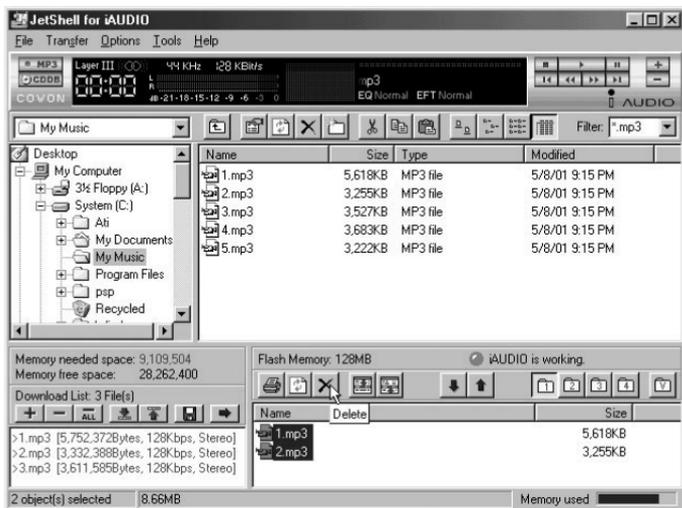 JetShell for iAUDIO
File Transfer Options Tools Help
MP3 Layer III 44 KHz 128 KBit/s
CDDB 00:00 L R mp3
COWON dB -21 -18 -15 -12 -9 -6 -3 0 EQ Normal EFT Normal iAUDIO
My Music Filter: *.mp3
Desktop
My Computer
3½ Floppy (A:)
System (C:)
Ati
My Documents
My Music
Program Files
psp
Recycled
Name Size Type Modified
1.mp3 5,618KB MP3 file 5/8/01 9:15 PM
2.mp3 3,255KB MP3 file 5/8/01 9:15 PM
3.mp3 3,527KB MP3 file 5/8/01 9:15 PM
4.mp3 3,683KB MP3 file 5/8/01 9:15 PM
5.mp3 3,222KB MP3 file 5/8/01 9:15 PM
Memory needed space: 9,109,504
Memory free space: 28,262,400
Download List: 3 File(s)
ALL
>1.mp3 [5,752,372Bytes, 128Kbps, Stereo]
>2.mp3 [3,332,388Bytes, 128Kbps, Stereo]
>3.mp3 [3,611,585Bytes, 128Kbps, Stereo]
Flash Memory: 128MB iAUDIO is working.
1 2 3 4 V
Name Delete Size
1.mp3 5,618KB
2.mp3 3,255KB
2 object(s) selected 8.66MB Memory used